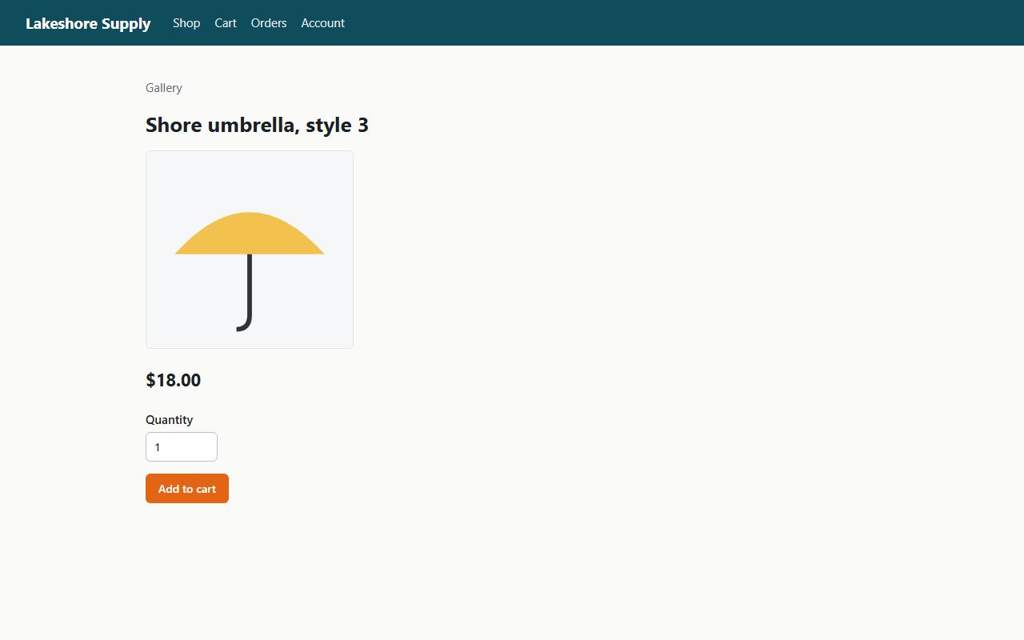 Lakeshore Supply Shop Cart Orders Account
Gallery
Shore umbrella, style 3
$18.00
Quantity
1
Add to cart